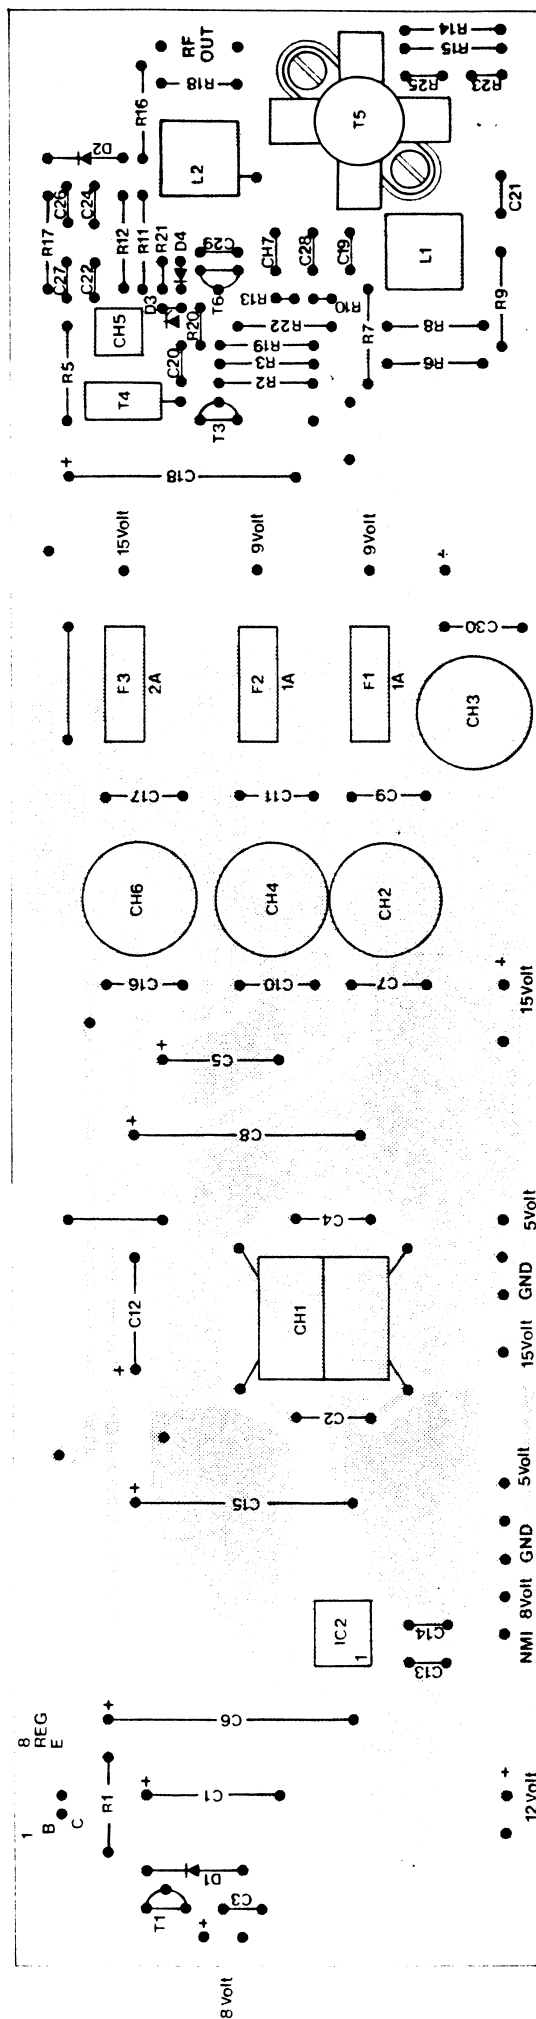 R14
R15
RF
OUT
R18
R25
R23
R16
T5
D2
L2
C26
C24
C21
R17
R12
R11
R21
D4
C29
CH7
C28
C19
L1
C27
C22
R9
D3
T6
R13
R10
CH5
R20
R22
R7
R8
R5
R19
C20
R3
R6
T4
R2
T3
+
C18
15Volt
9Volt
9Volt
+
C30
F3
2A
F2
1A
F1
1A
CH3
C17
C11
C9
CH6
CH4
CH2
C16
C10
C7
+
15Volt
+
C5
+
C8
C4
5Volt
C12
+
CH1
GND
15Volt
C2
5Volt
+
C15
GND
8Volt
NMI
IC2
1
C14
C13
+
C6
8
REG
E
1
B
C
R1
+
C1
+
12Volt
D1
T1
C3
+
8Volt